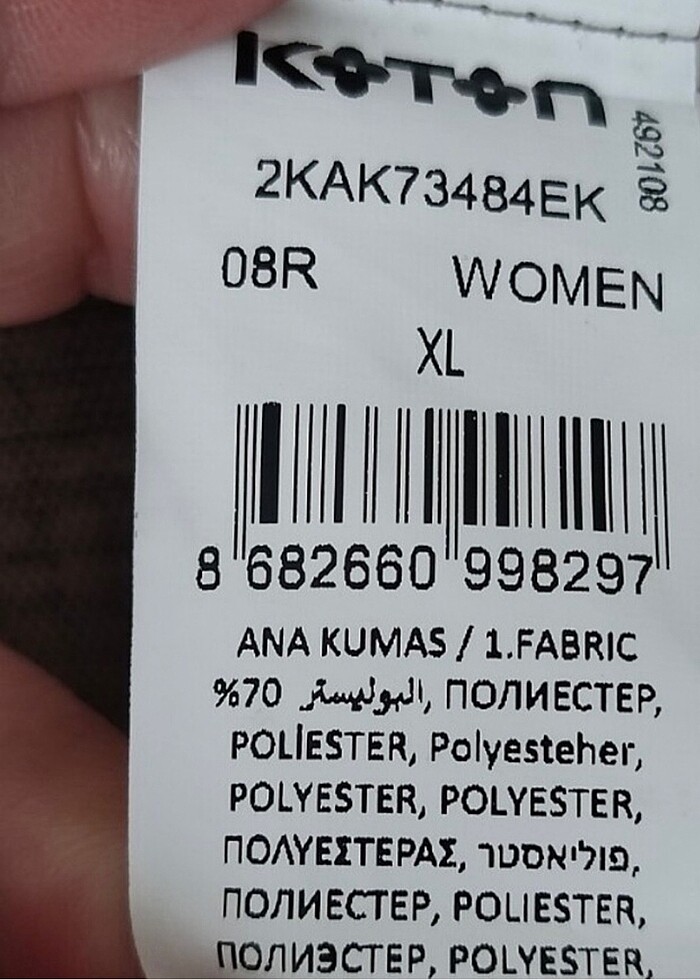 KOTON
492108
2KAK73484EK
08R WOMEN
XL
8 682660 998297
ANA KUMAS / 1.FABRIC
%70 البوليستر, ПОЛИЕСТЕР,
POLİESTER, Polyesteher,
POLYESTER, POLYESTER,
ΠΟΛΥΕΣΤΕΡΑΣ, פוליאסטר,
ПОЛИЕСТЕР, POLIESTER,
ПОЛИЭСТЕР, POLYESTER,